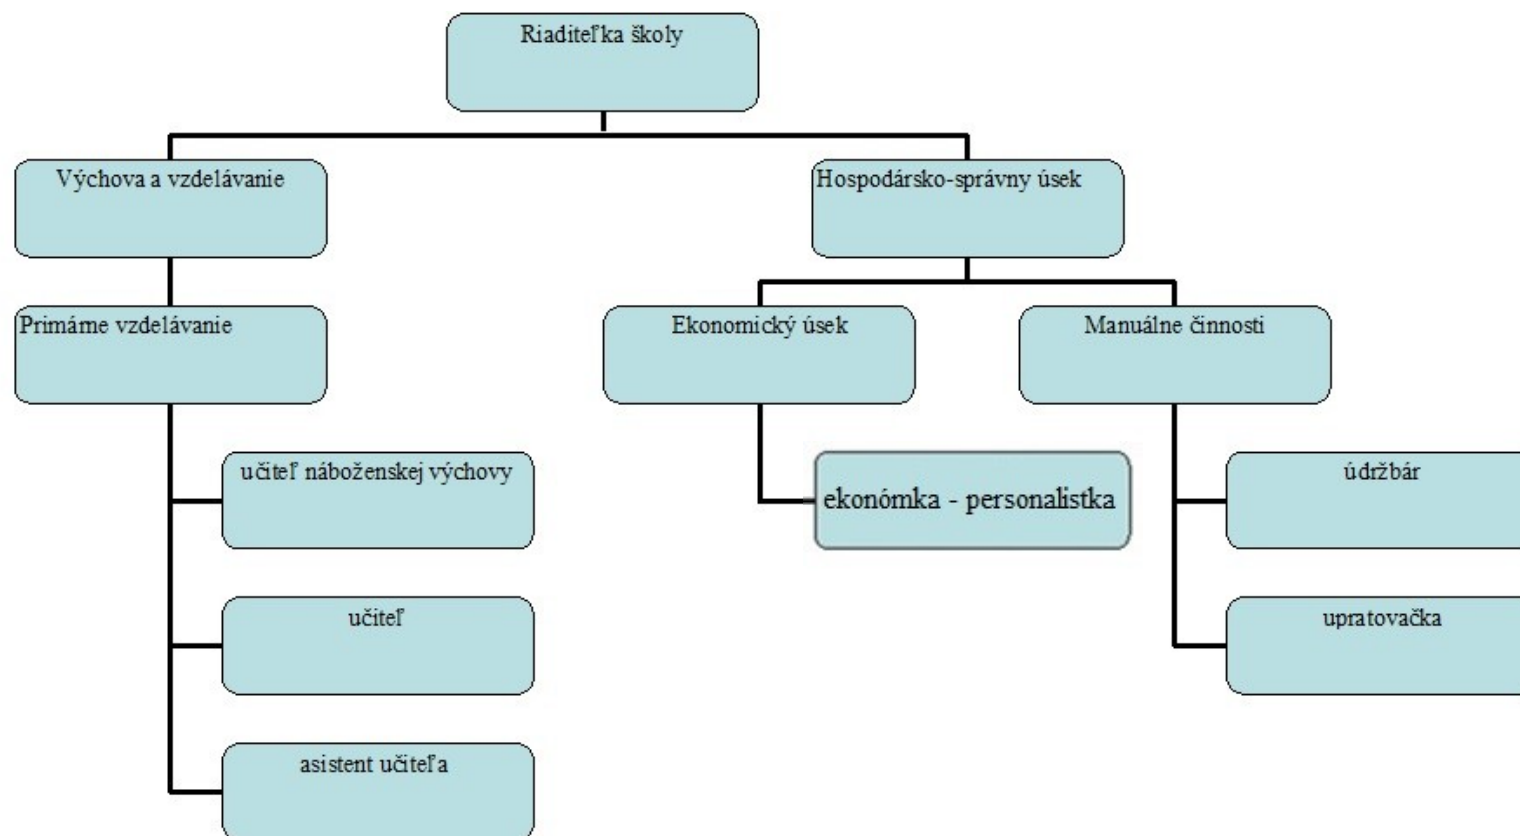 Riaditeľka školy
Výchova a vzdelávanie
Hospodársko-správny úsek
Primárne vzdelávanie
Ekonomický úsek
Manuálne činnosti
učiteľ náboženskej výchovy
ekonómka - personalistka
údržbár
učiteľ
upratovačka
asistent učiteľa